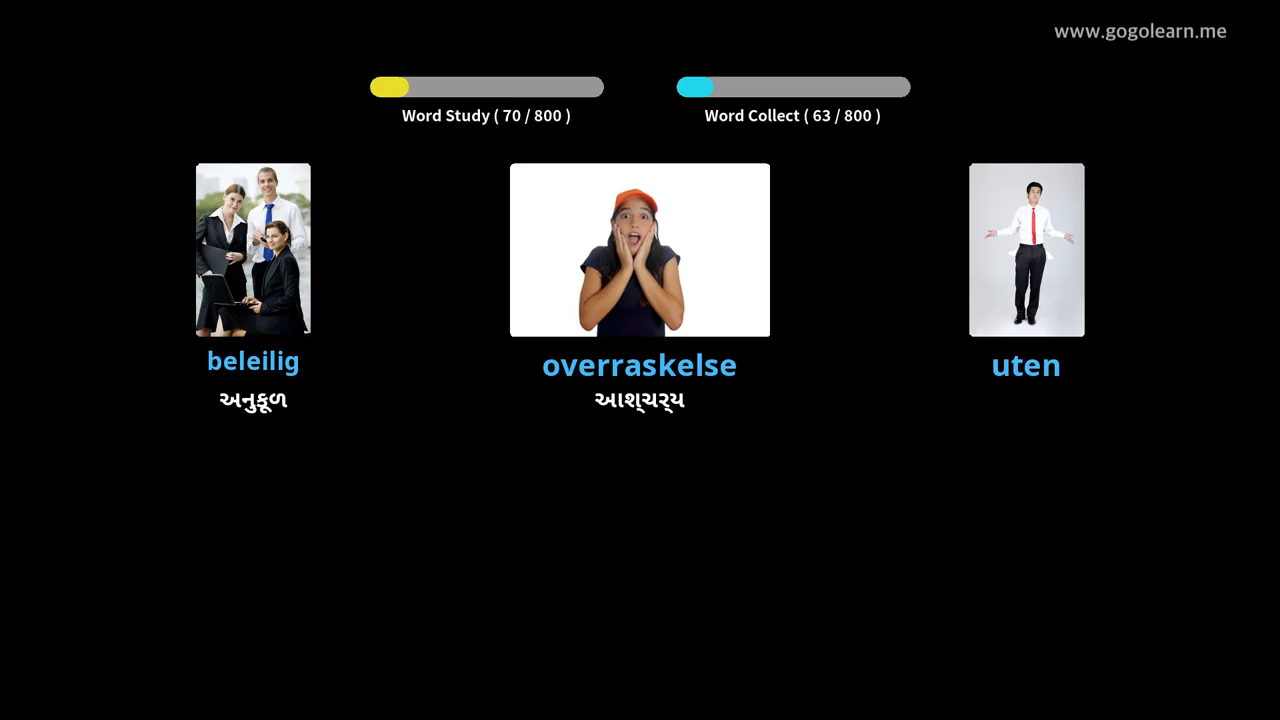 www.gogolearn.me
Word Study ( 70 / 800 )
Word Collect ( 63 / 800 )
beleilig
overraskelse
uten
અનુકૂળ
આશ્ચર્ય